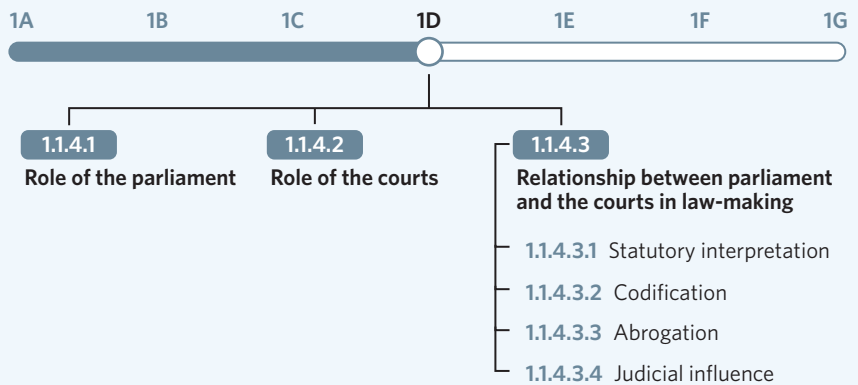 1A 1B 1C 1D 1E 1F 1G
1.1.4.1
Role of the parliament
1.1.4.2
Role of the courts
1.1.4.3
Relationship between parliament
and the courts in law-making
1.1.4.3.1 Statutory interpretation
1.1.4.3.2 Codification
1.1.4.3.3 Abrogation
1.1.4.3.4 Judicial influence